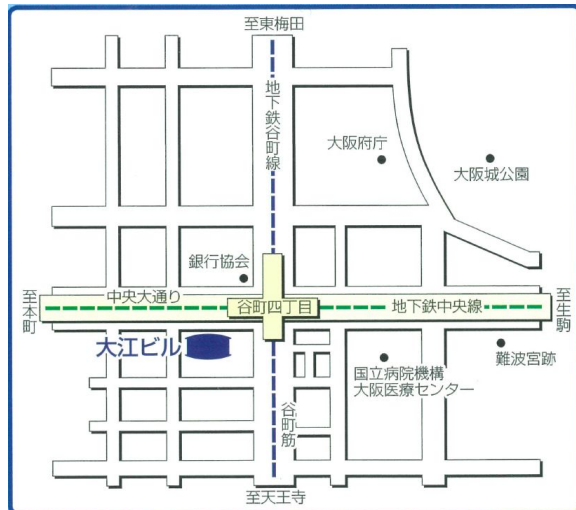 至東梅田
地下鉄谷町線
大阪府庁
大阪城公園
銀行協会
至本町
中央大通り
谷町四丁目
地下鉄中央線
至生駒
大江ビル
難波宮跡
国立病院機構
大阪医療センター
谷町筋
至天王寺